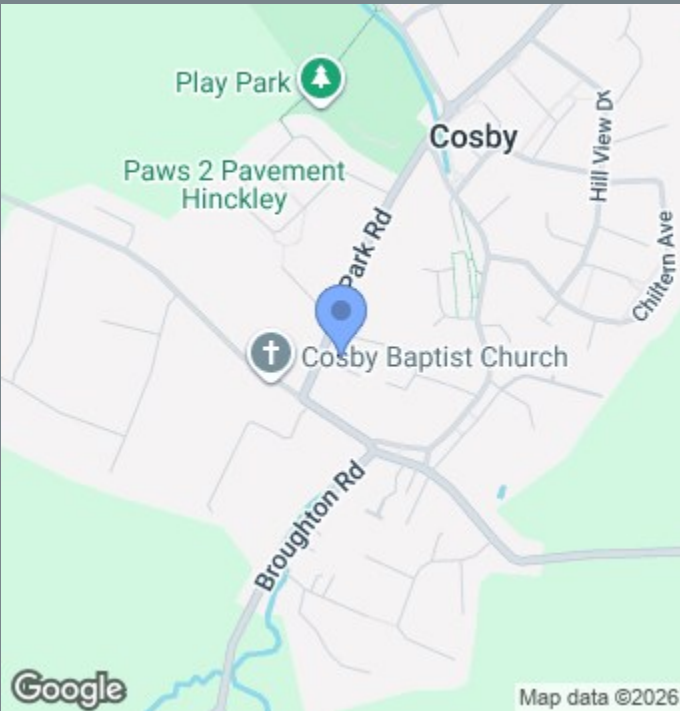 Play Park
Cosby
Paws 2 Pavement
Hinckley
Hill View Dr
Park Rd
Chiltern Ave
Cosby Baptist Church
Broughton Rd
Google
Map data ©2026